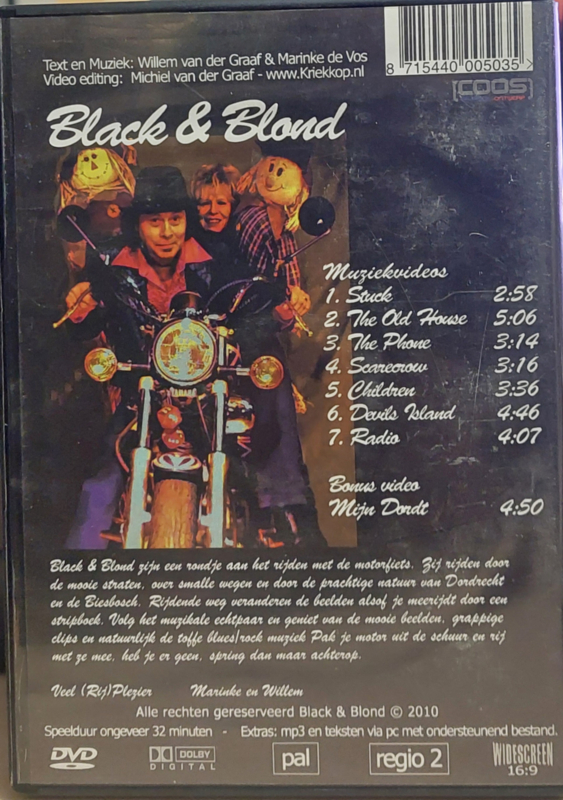 Text en Muziek: Willem van der Graaf & Marinke de Vos
Video editing: Michiel van der Graaf - www.Kriekkop.nl
8 715440 005035 >
COOS
Black & Blond
YAMAHA
Muziekvideos
1. Stuck 2:58
2. The Old House 5:06
3. The Phone 3:14
4. Scarecrow 3:16
5. Children 3:36
6. Devils Island 4:46
7. Radio 4:07
Bonus video
Mijn Dordt 4:50
Black & Blond zijn een rondje aan het rijden met de motorfiets. Zij rijden door
de mooie straten, over smalle wegen en door de prachtige natuur van Dordrecht
en de Biesbosch. Rijdende weg veranderen de beelden alsof je meerijdt door een
stripboek. Volg het muzikale echtpaar en geniet van de mooie beelden, grappige
clips en natuurlijk de toffe blues|rock muziek Pak je motor uit de schuur en rij
met ze mee, heb je er geen, spring dan maar achterop.
Veel (Rij)Plezier Marinke en Willem
Alle rechten gereserveerd Black & Blond © 2010
Speelduur ongeveer 32 minuten - Extras: mp3 en teksten via pc met ondersteunend bestand.
DVD DOLBY DIGITAL pal regio 2 WIDESCREEN 16:9